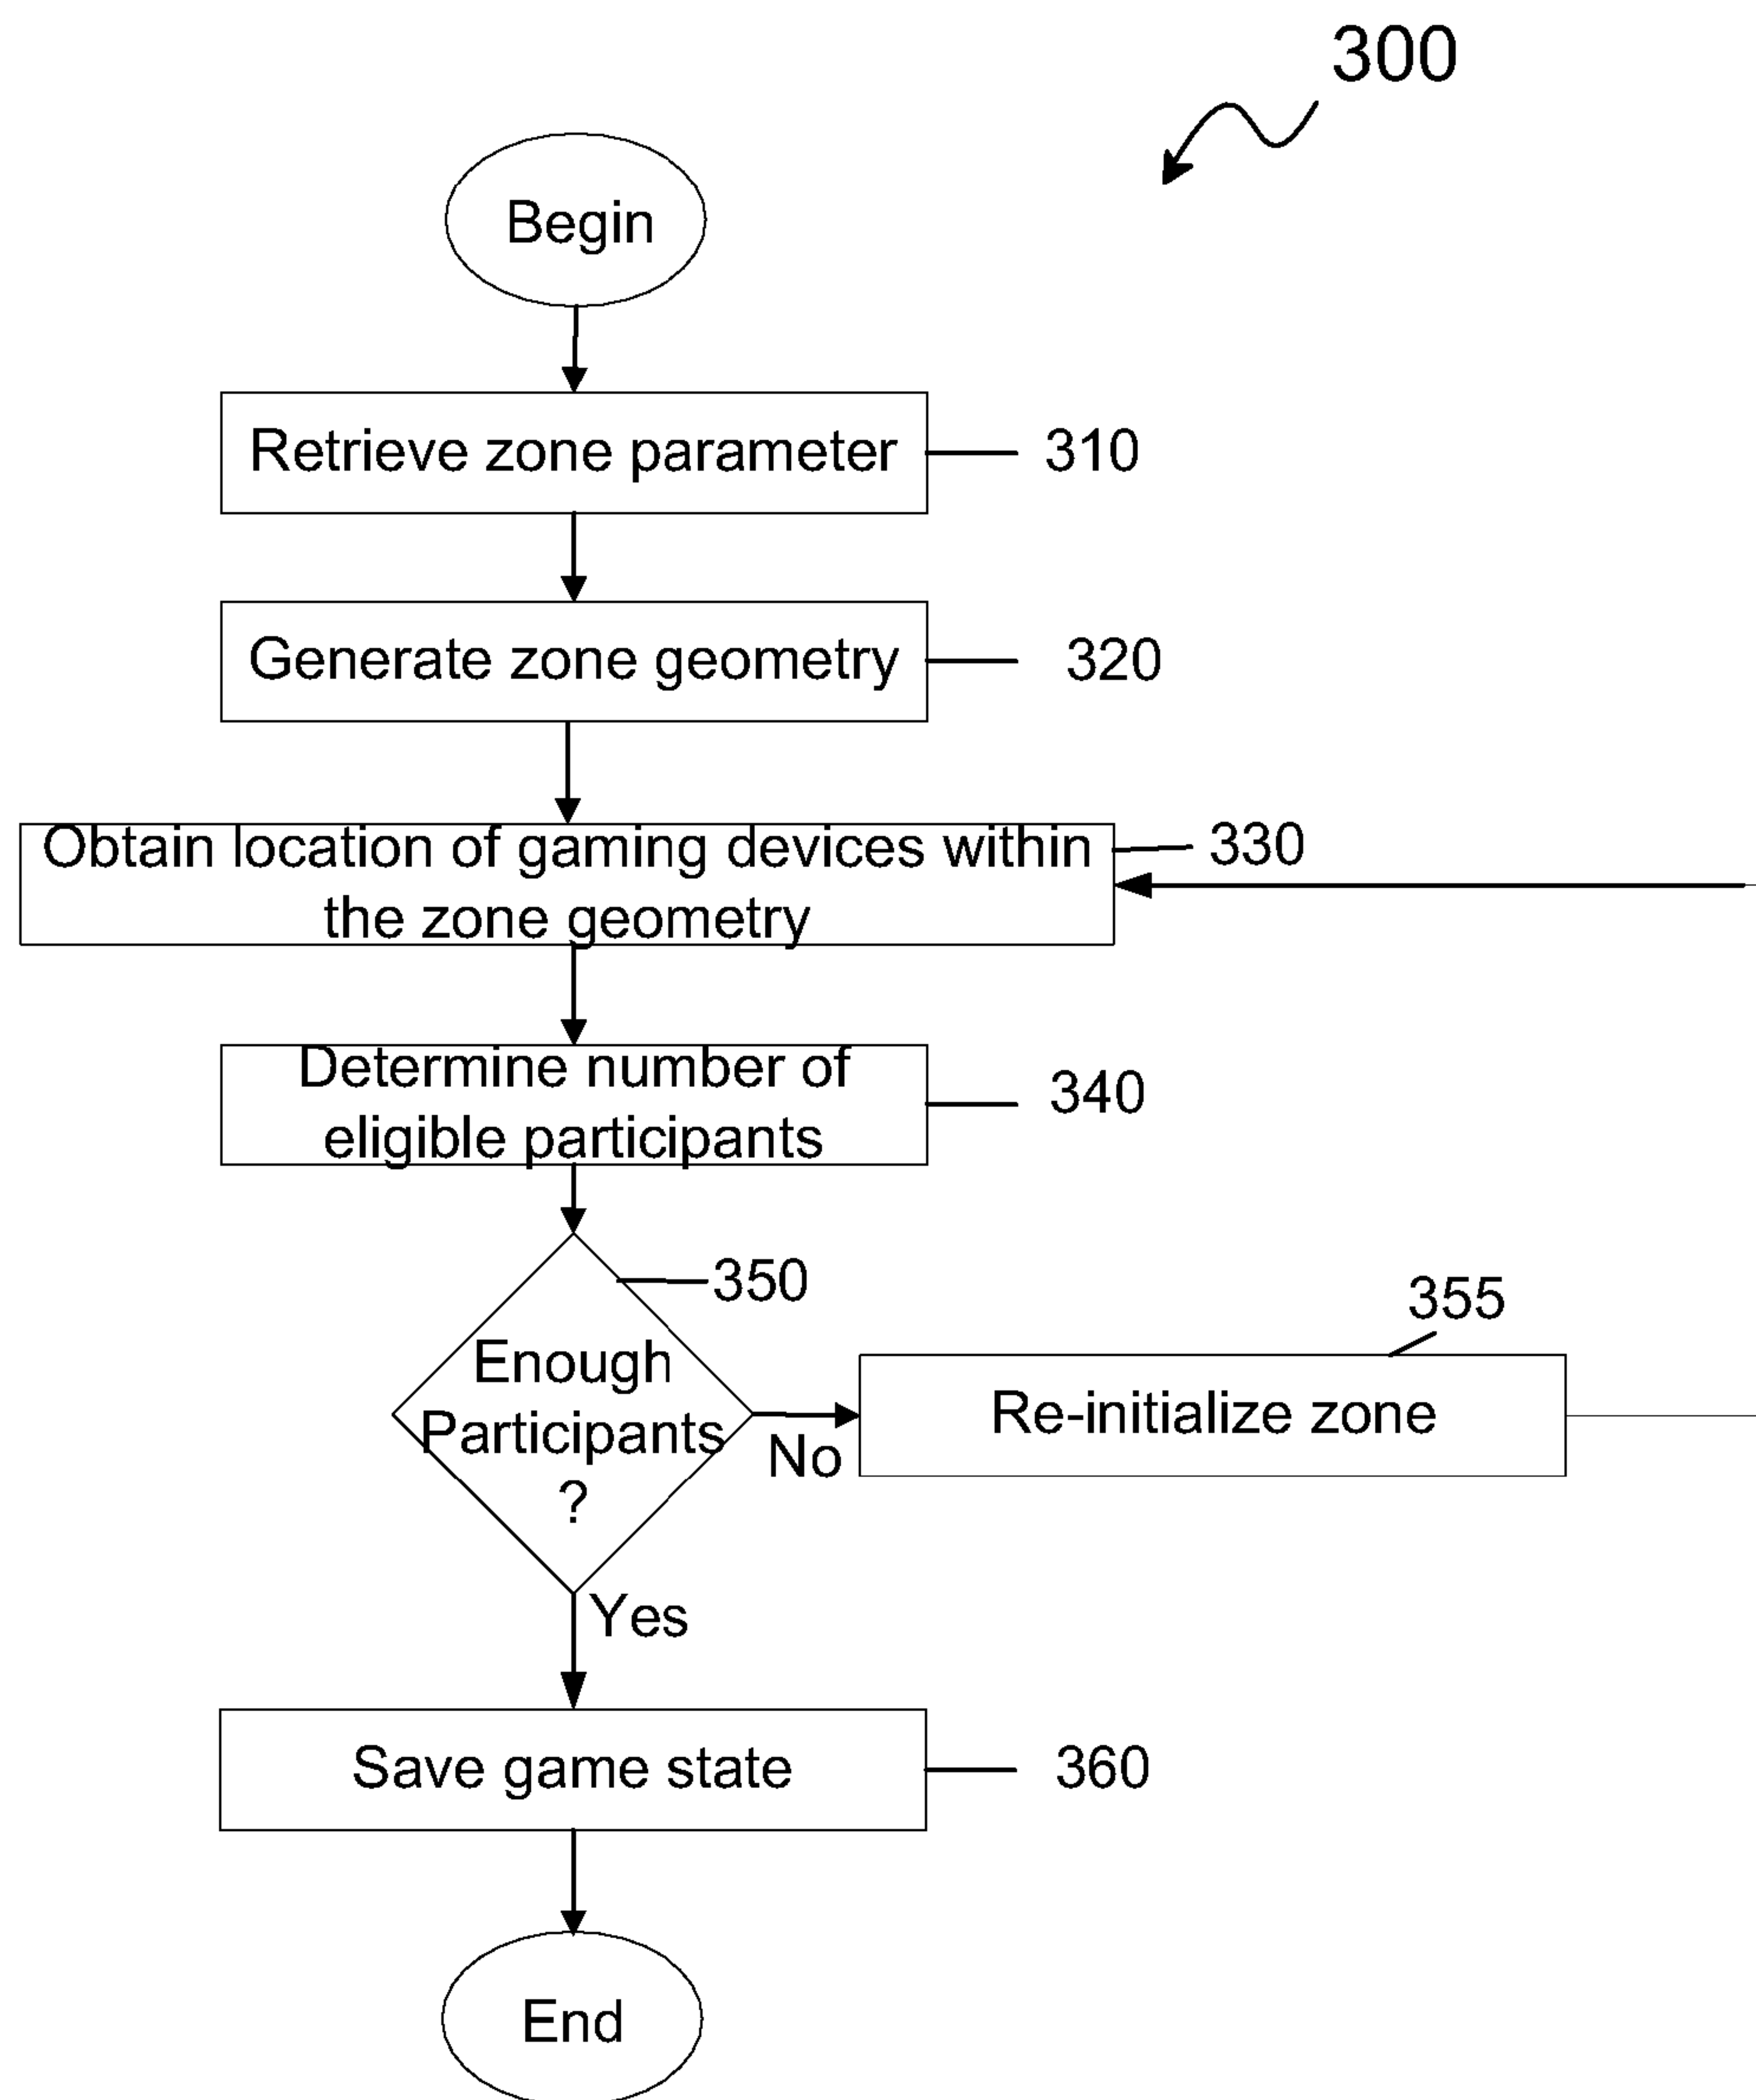 300
Begin
Retrieve zone parameter
310
Generate zone geometry
320
Obtain location of gaming devices within
the zone geometry
330
Determine number of
eligible participants
340
350
Enough
Participants
?
No
355
Re-initialize zone
Yes
Save game state
360
End